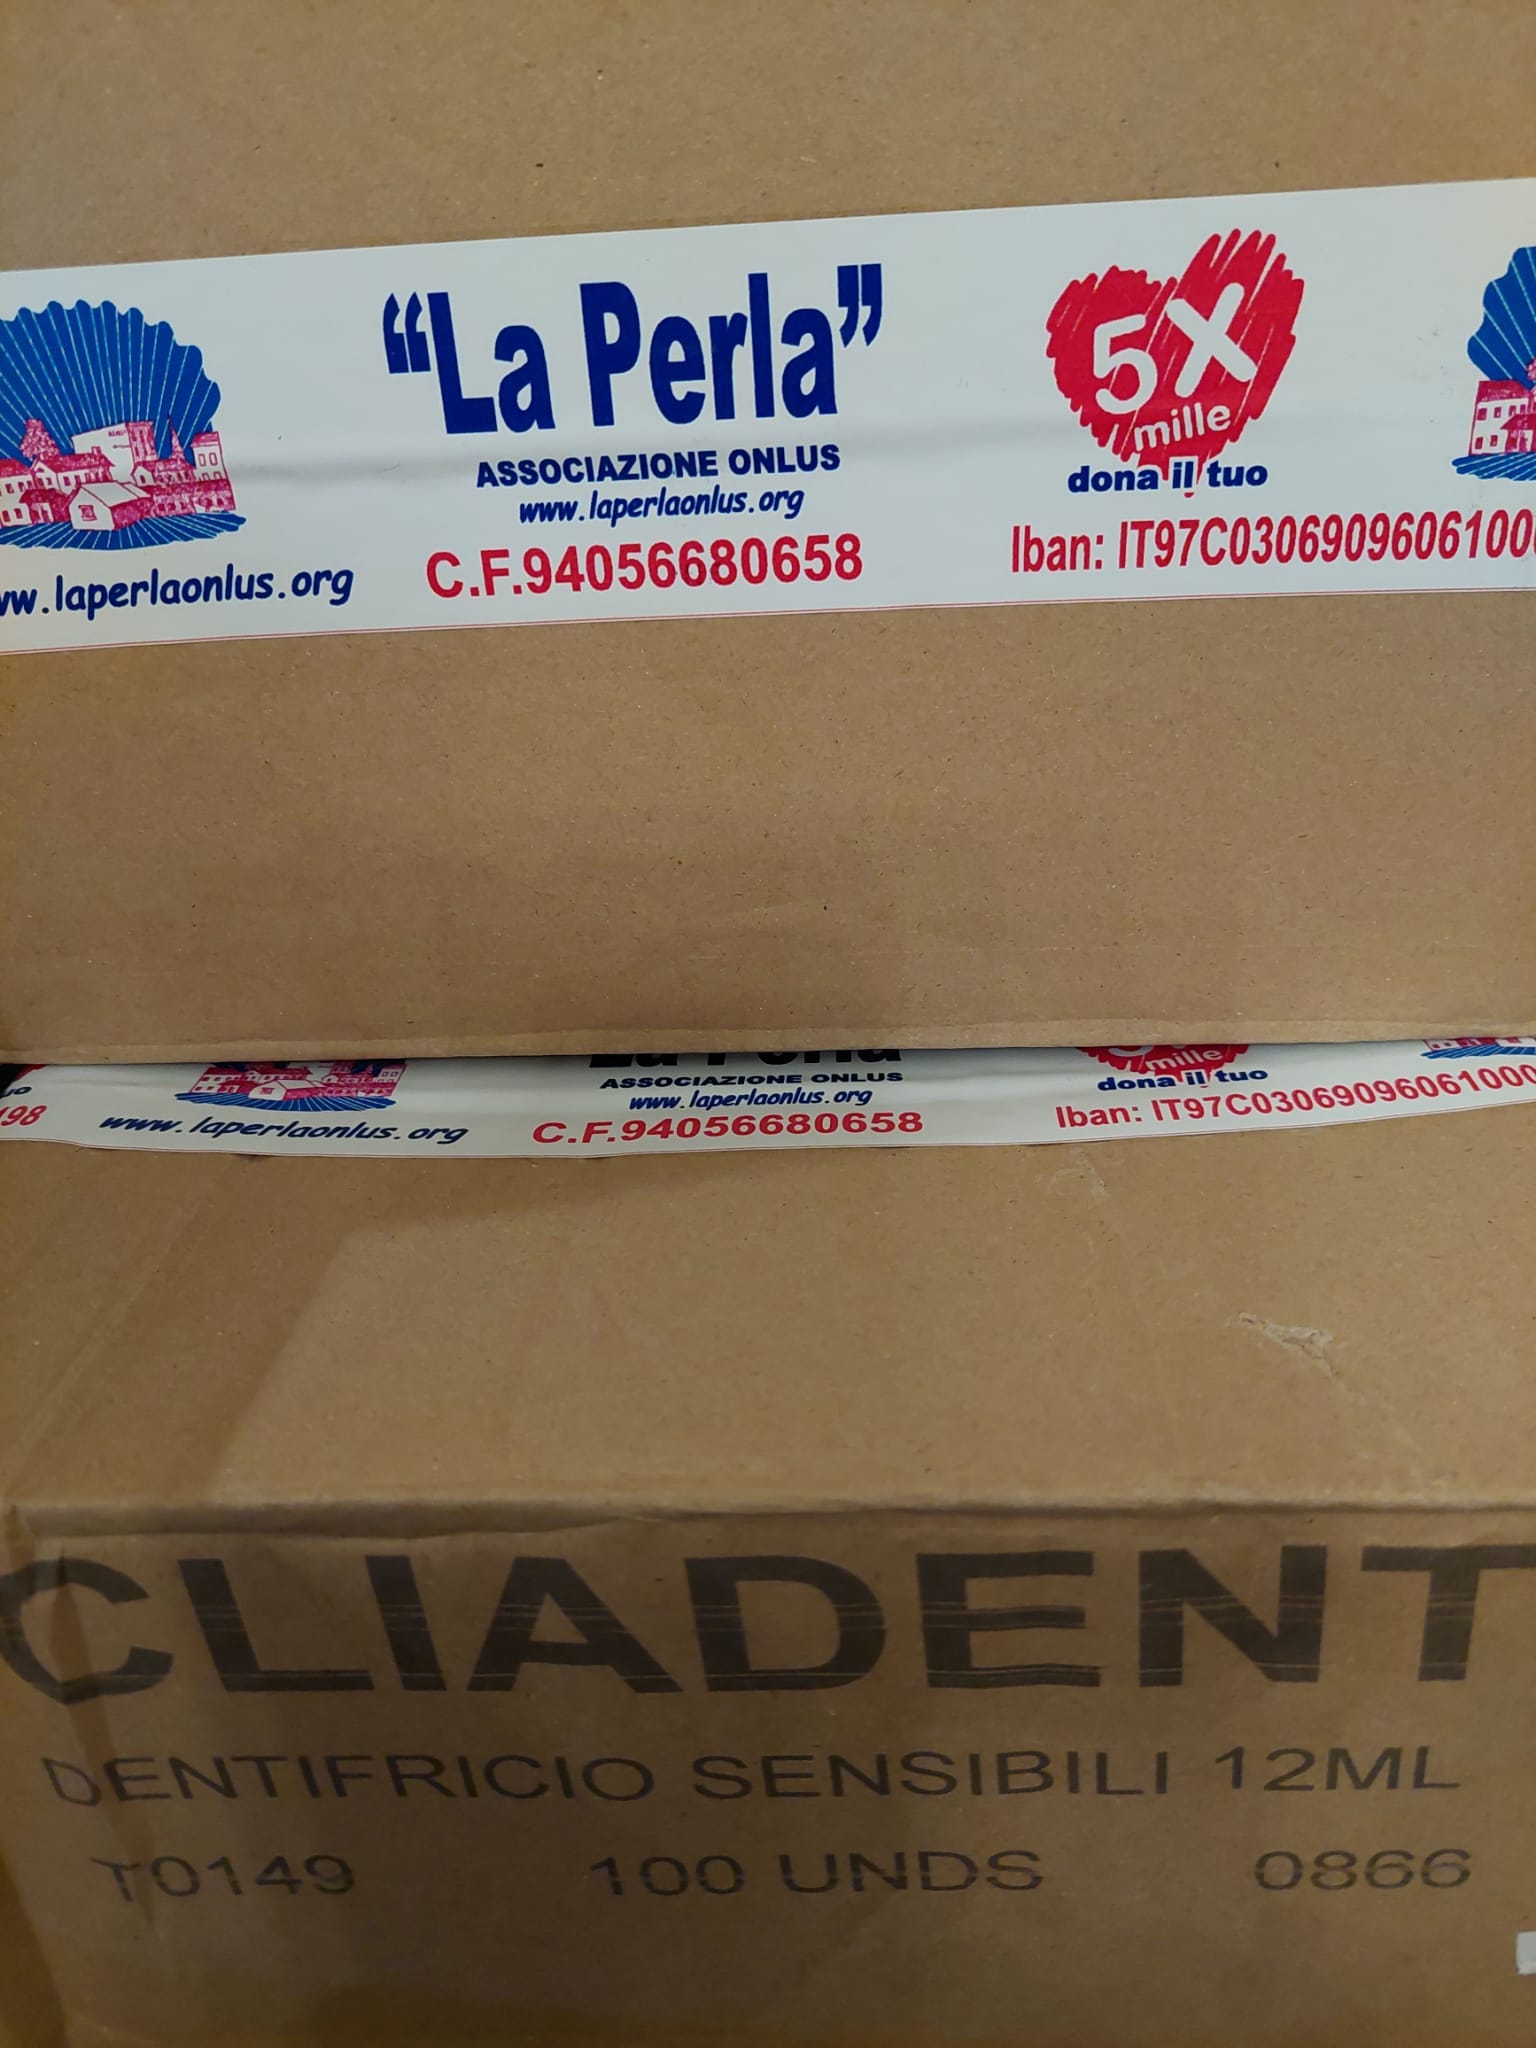 “La Perla”
ASSOCIAZIONE ONLUS
www.laperlaonlus.org
C.F.94056680658
5X
mille
dona il tuo
Iban: IT97C0306909606100
w.laperlaonlus.org
mille
dona il tuo
ASSOCIAZIONE ONLUS
www.laperlaonlus.org
C.F.94056680658
Iban: IT97C0306909606100
www.laperlaonlus.org
198
CLIADENT
DENTIFRICIO SENSIBILI 12ML
T0149 100 UNDS 0866